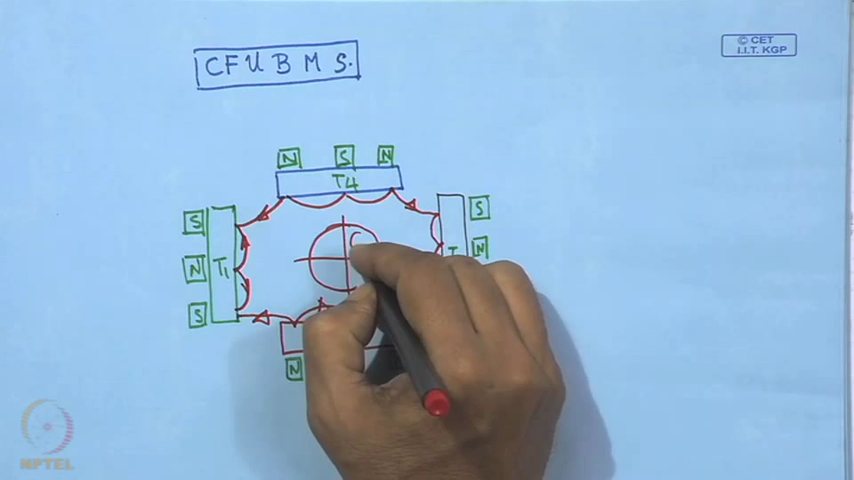 © CET
I.I.T. KGP
CFUBMS.
N S N
T4
S S
N T1 N
S
N
NPTEL